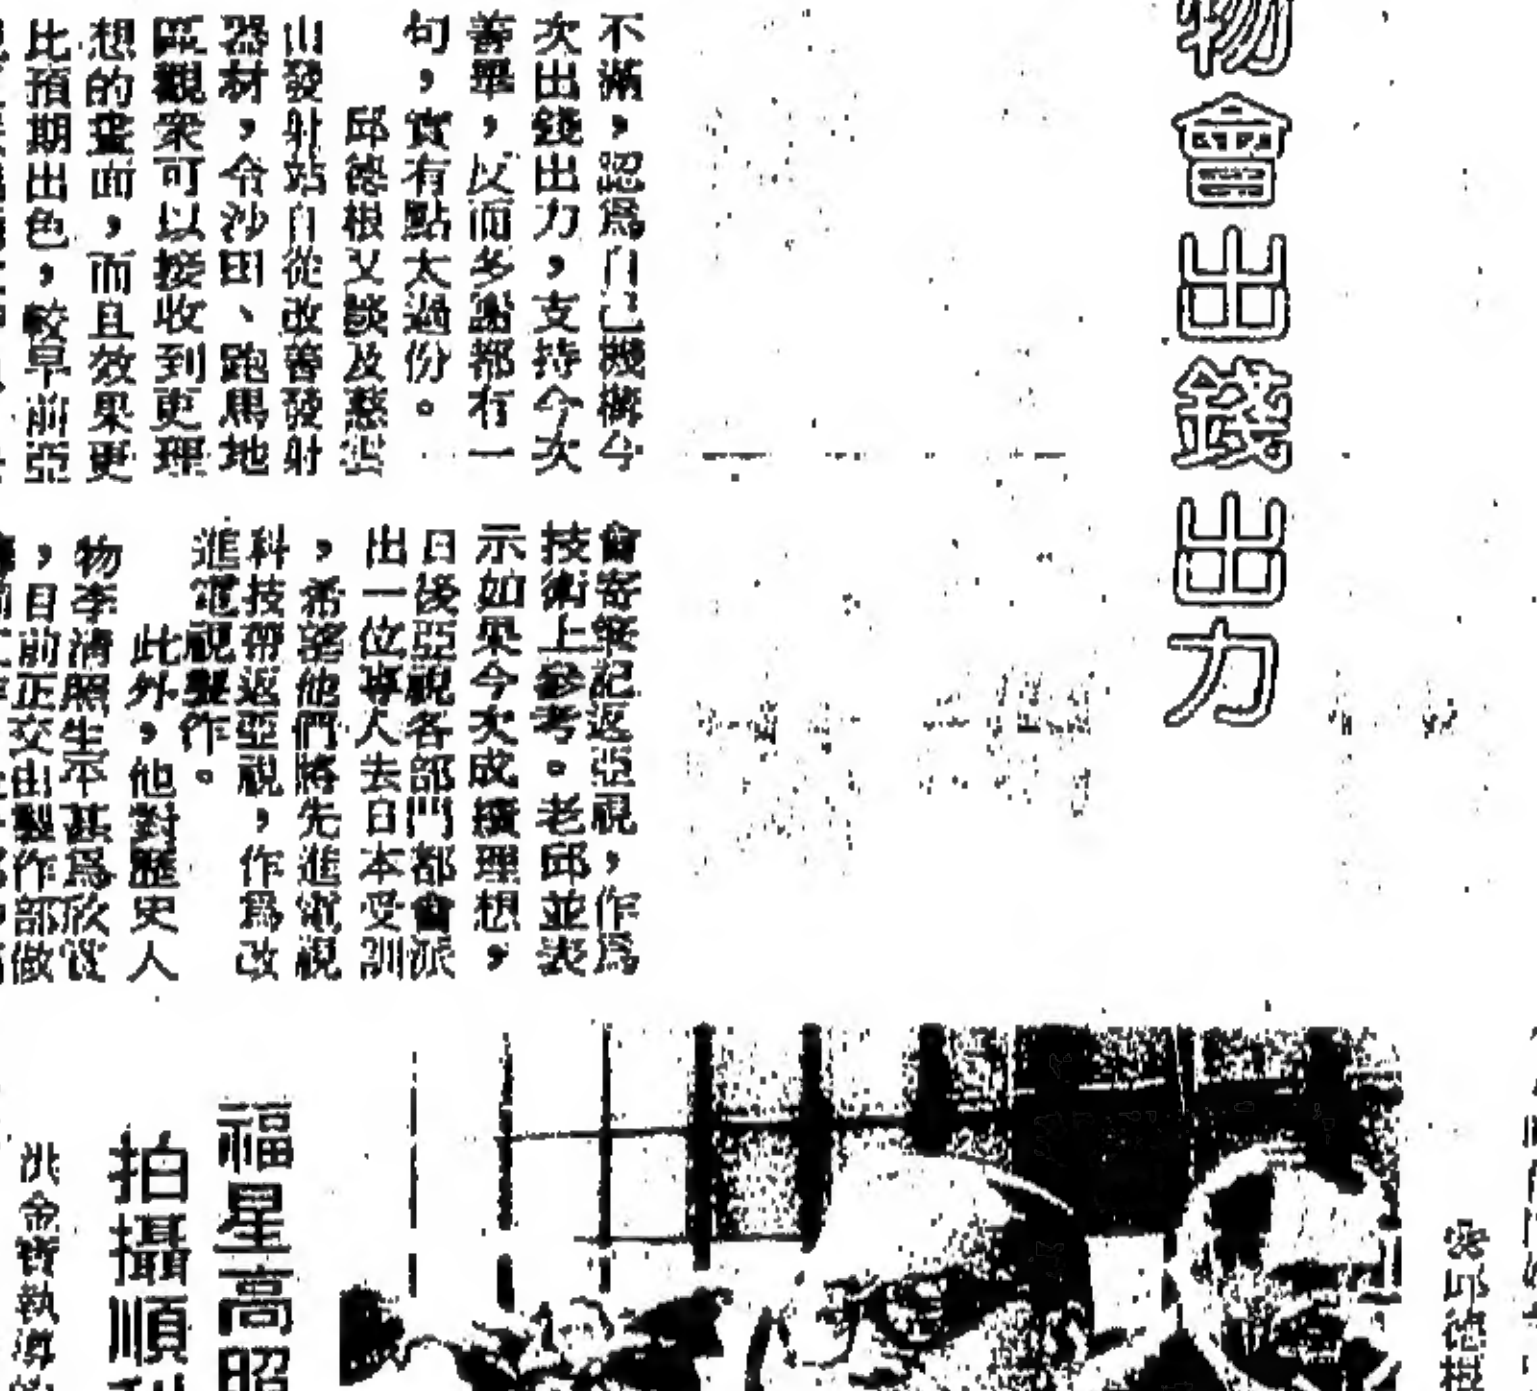 物會出錢出力
不滿，認爲自己機構今
次出錢出力，支持今次
善舉，反而多謝都有一
句，實有點太過份。
邱德根又談及慈雲
山發射站自從改善發射
器材，令沙田、跑馬地
區觀衆可以接收到更理
想的畫面，而且效果更
比預期出色，較早前亞
會寄筆記返亞視，作爲
技術上參考。老邱並表
示如果今次成績理想，
日後亞視各部門都會派
出一位專人去日本受訓
，希望他們將先進電視
科技帶返亞視，作爲改
進電視製作。
此外，他對歷史人
物李清照生平甚爲欣賞
，目前正交由製作部做
邱德根
福星高照
拍攝順利
洪金寶執導